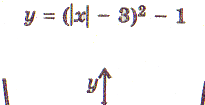 y = (|x| − 3)² − 1
y